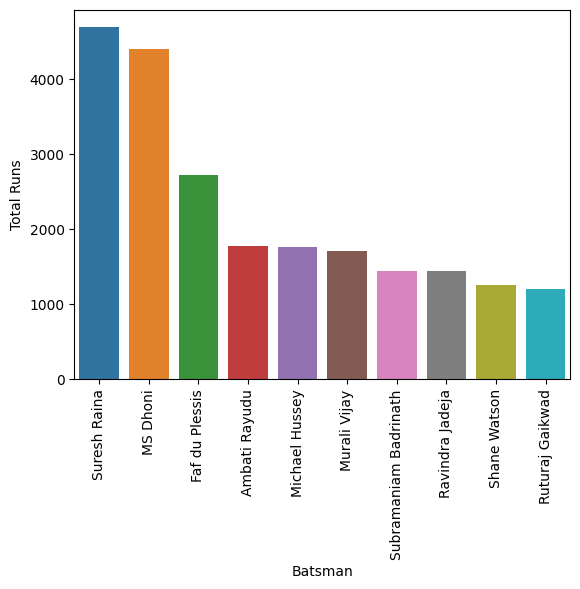 4000
3000
2000
1000
0
Total Runs
Suresh Raina
MS Dhoni
Faf du Plessis
Ambati Rayudu
Michael Hussey
Murali Vijay
Subramaniam Badrinath
Ravindra Jadeja
Shane Watson
Ruturaj Gaikwad
Batsman